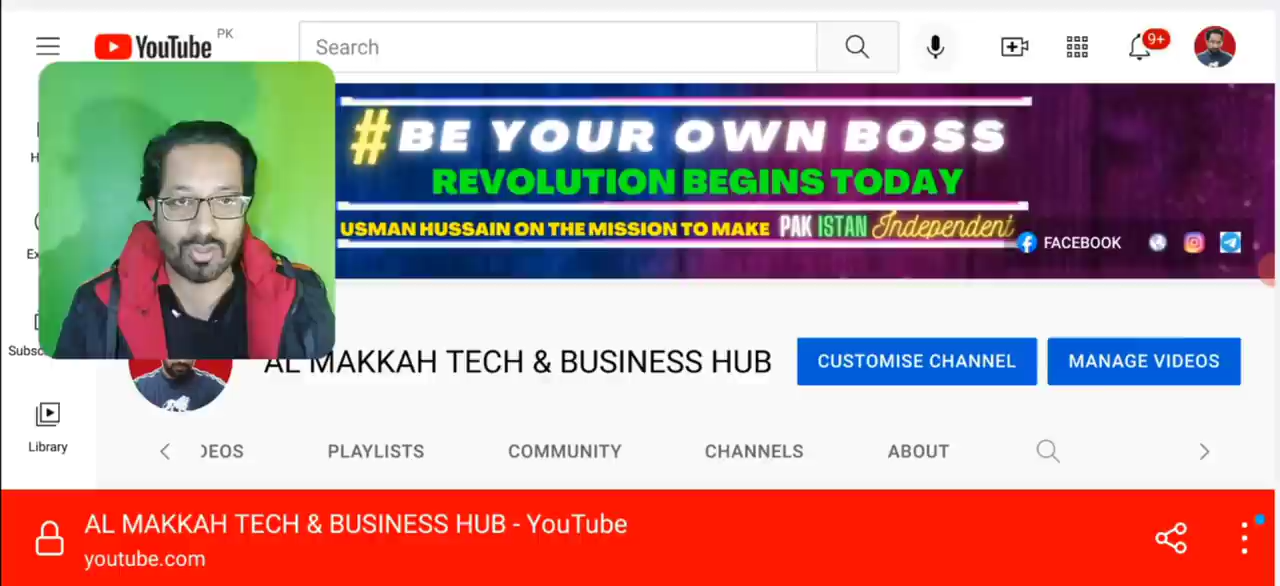 YouTube PK
Search
9+
#BE YOUR OWN BOSS
REVOLUTION BEGINS TODAY
USMAN HUSSAIN ON THE MISSION TO MAKE PAKISTAN Independent
FACEBOOK
AL MAKKAH TECH & BUSINESS HUB
CUSTOMISE CHANNEL
MANAGE VIDEOS
Library
PLAYLISTS
COMMUNITY
CHANNELS
ABOUT
AL MAKKAH TECH & BUSINESS HUB - YouTube
youtube.com